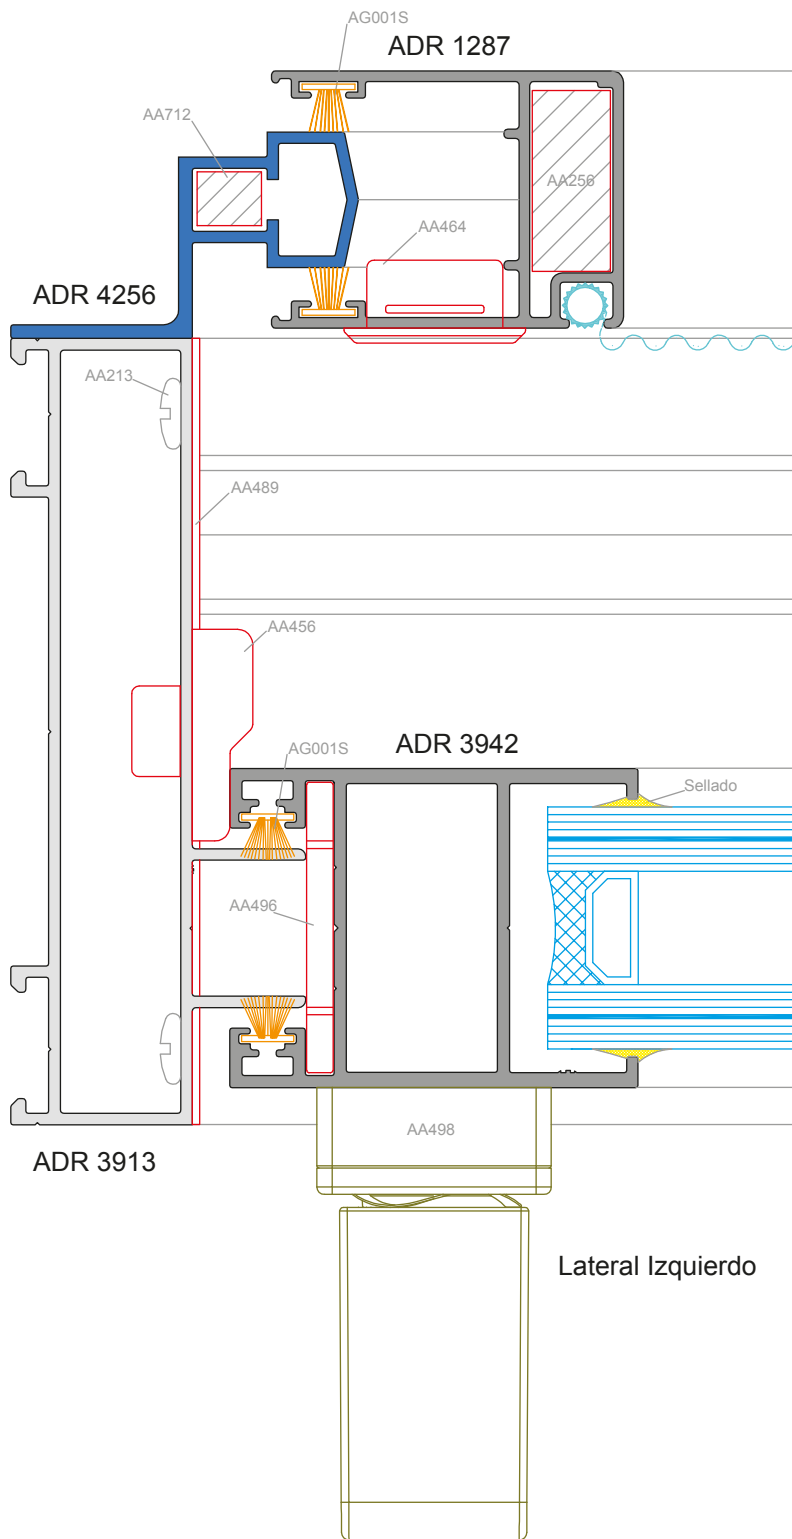 AG001S
ADR 1287
AA712
AA256
AA464
ADR 4256
AA213
AA489
AA456
ADR 3942
AG001S
Sellado
AA496
AA498
ADR 3913
Lateral Izquierdo